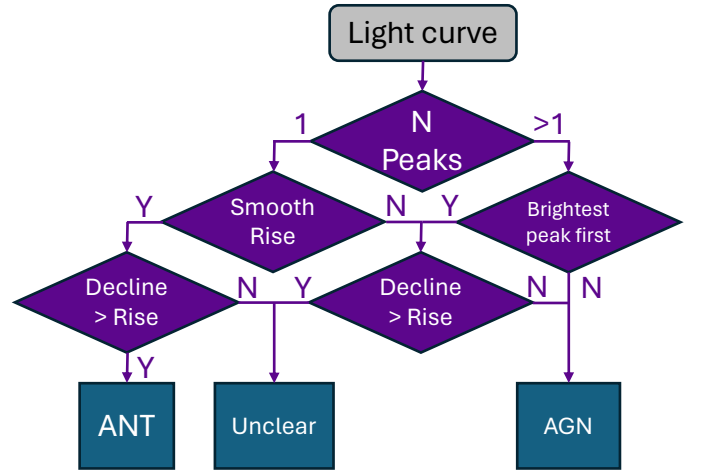 Light curve
N
Peaks
1
>1
Smooth
Rise
Y
N
Y
Brightest
peak first
Decline
> Rise
N
Y
Decline
> Rise
N
N
Y
ANT
Unclear
AGN